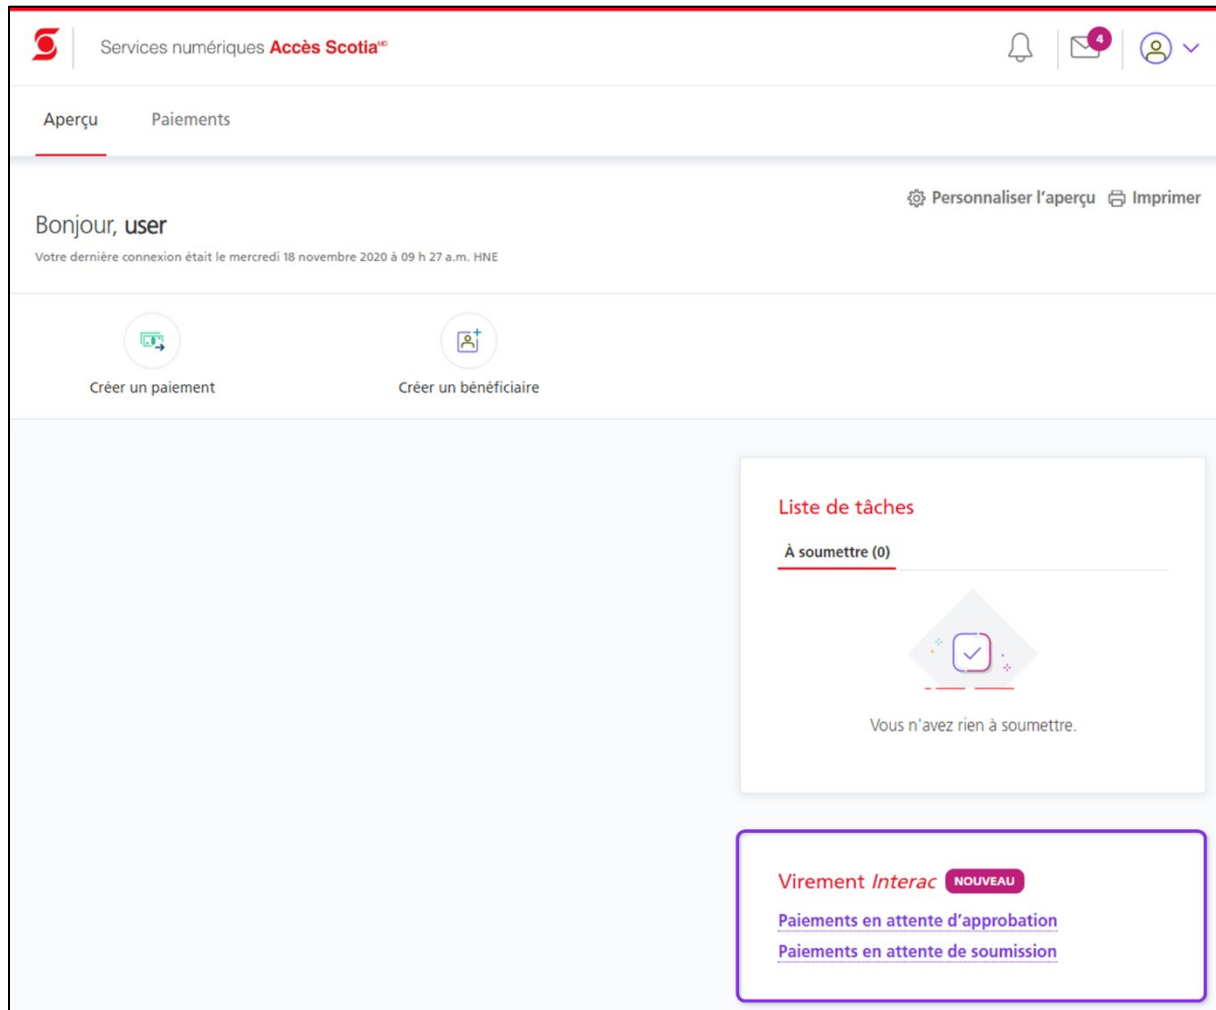 Services numériques Accès Scotia MD
4
Aperçu Paiements
Personnaliser l'aperçu Imprimer
Bonjour, user
Votre dernière connexion était le mercredi 18 novembre 2020 à 09 h 27 a.m. HNE
Créer un paiement Créer un bénéficiaire
Liste de tâches
À soumettre (0)
Vous n'avez rien à soumettre.
Virement Interac NOUVEAU
Paiements en attente d'approbation
Paiements en attente de soumission